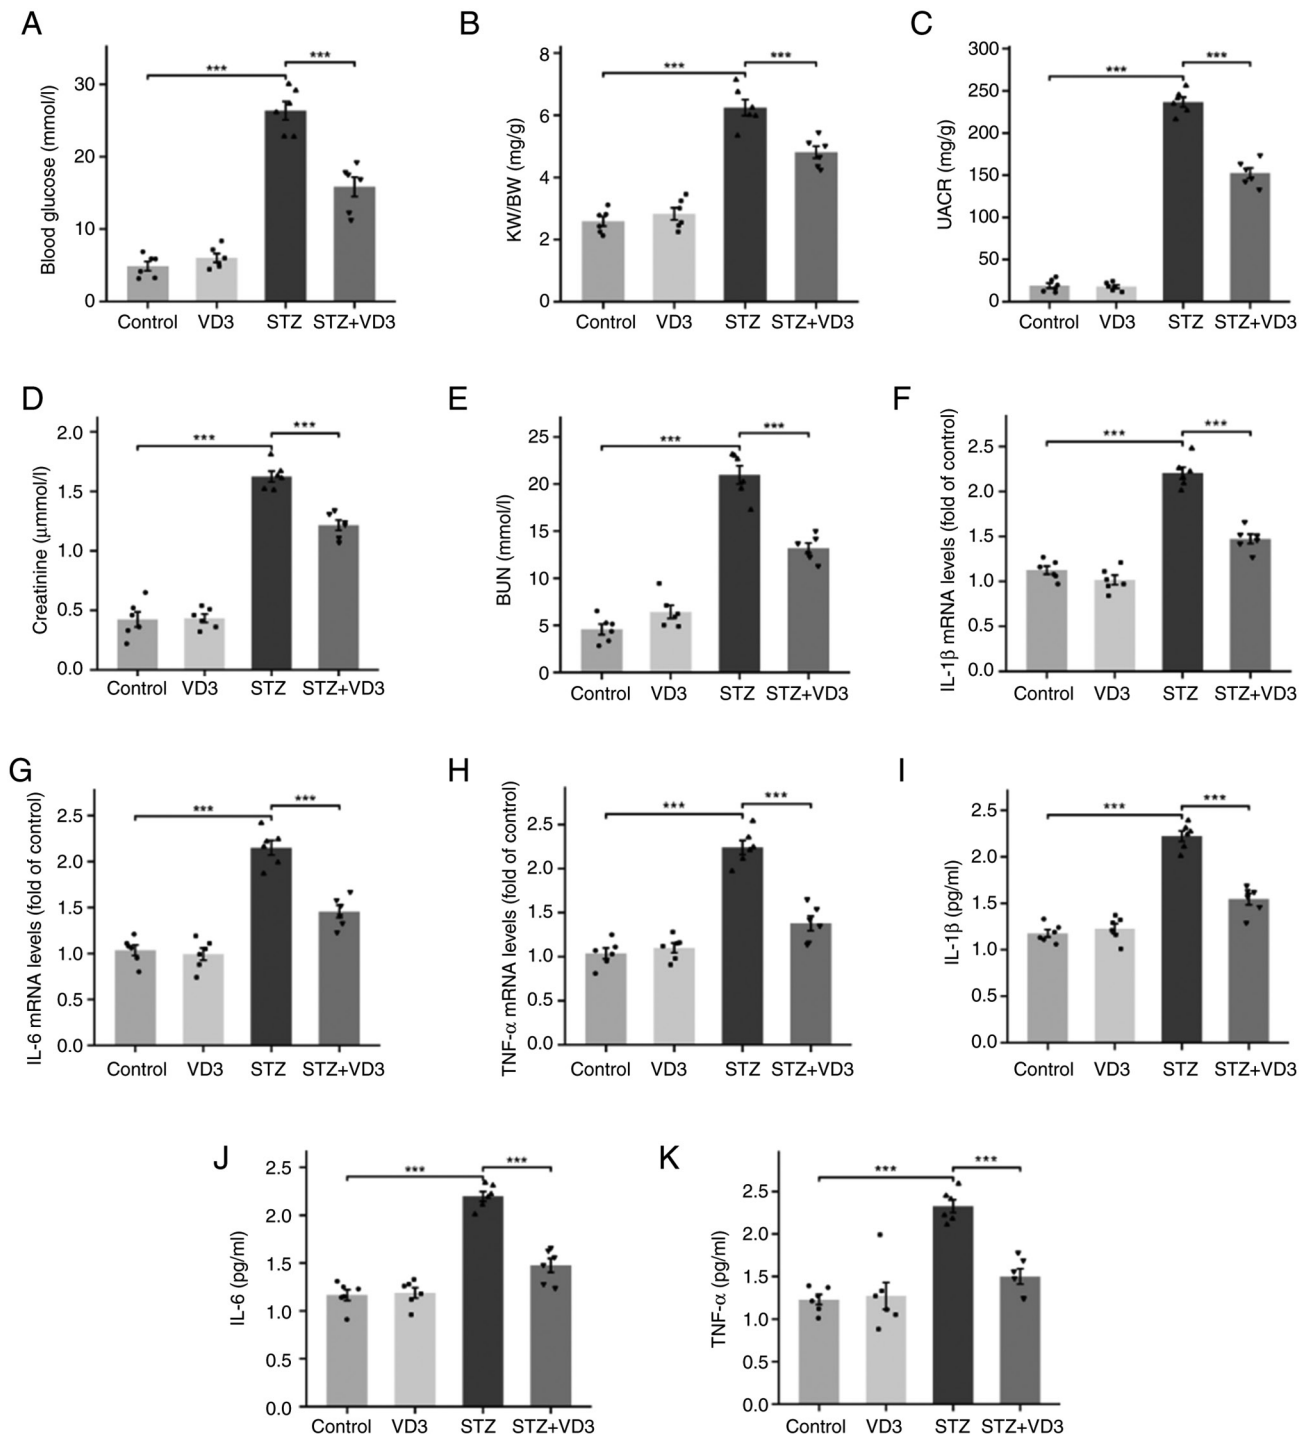 A
Blood glucose (mmol/l)
30
20
10
0
***
***
Control VD3 STZ STZ+VD3
B
KW/BW (mg/g)
8
6
4
2
0
***
***
Control VD3 STZ STZ+VD3
C
UACR (mg/g)
300
250
200
150
100
50
0
***
***
Control VD3 STZ STZ+VD3
D
Creatinine (μmmol/l)
2.0
1.5
1.0
0.5
0.0
***
***
Control VD3 STZ STZ+VD3
E
BUN (mmol/l)
25
20
15
10
5
0
***
***
Control VD3 STZ STZ+VD3
F
IL-1β mRNA levels (fold of control)
2.5
2.0
1.5
1.0
0.5
0.0
***
***
Control VD3 STZ STZ+VD3
G
IL-6 mRNA levels (fold of control)
2.5
2.0
1.5
1.0
0.5
0.0
***
***
Control VD3 STZ STZ+VD3
H
TNF-α mRNA levels (fold of control)
2.5
2.0
1.5
1.0
0.5
0.0
***
***
Control VD3 STZ STZ+VD3
I
IL-1β (pg/ml)
2.5
2.0
1.5
1.0
0.5
0.0
***
***
Control VD3 STZ STZ+VD3
J
IL-6 (pg/ml)
2.5
2.0
1.5
1.0
0.5
0.0
***
***
Control VD3 STZ STZ+VD3
K
TNF-α (pg/ml)
2.5
2.0
1.5
1.0
0.5
0.0
***
***
Control VD3 STZ STZ+VD3